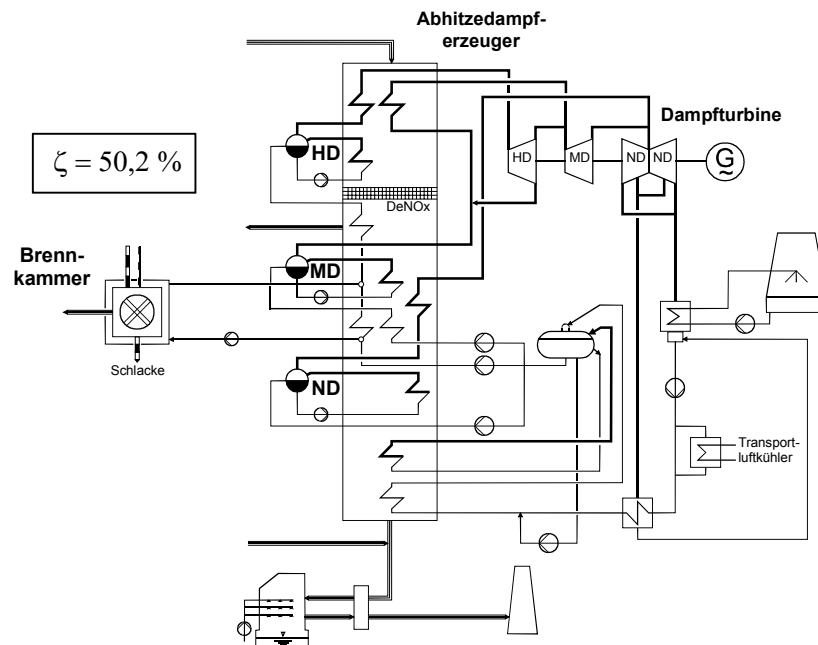 Abhitzedampf-
erzeuger
Dampfturbine
ζ = 50,2 %
HD
HD
MD
ND
ND
G
~
DeNOx
Brenn-
kammer
MD
Schlacke
ND
Transport-
luftkühler